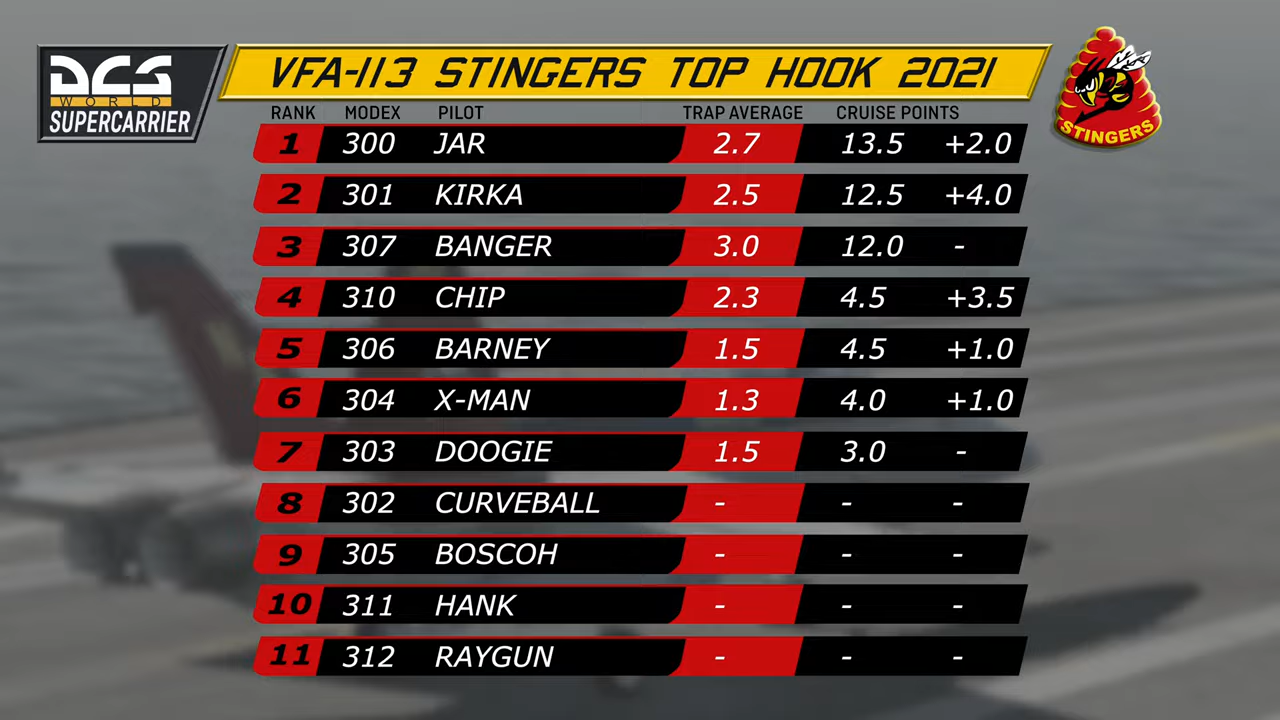 DCS
WORLD
SUPERCARRIER
VFA-113 STINGERS TOP HOOK 2021
STINGERS
RANK MODEX PILOT TRAP AVERAGE CRUISE POINTS
1 300 JAR 2.7 13.5 +2.0
2 301 KIRKA 2.5 12.5 +4.0
3 307 BANGER 3.0 12.0 -
4 310 CHIP 2.3 4.5 +3.5
5 306 BARNEY 1.5 4.5 +1.0
6 304 X-MAN 1.3 4.0 +1.0
7 303 DOOGIE 1.5 3.0 -
8 302 CURVEBALL - - -
9 305 BOSCOH - - -
10 311 HANK - - -
11 312 RAYGUN - - -